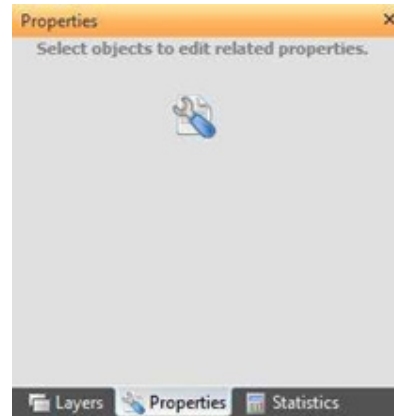 Properties
Select objects to edit related properties.
Layers Properties Statistics